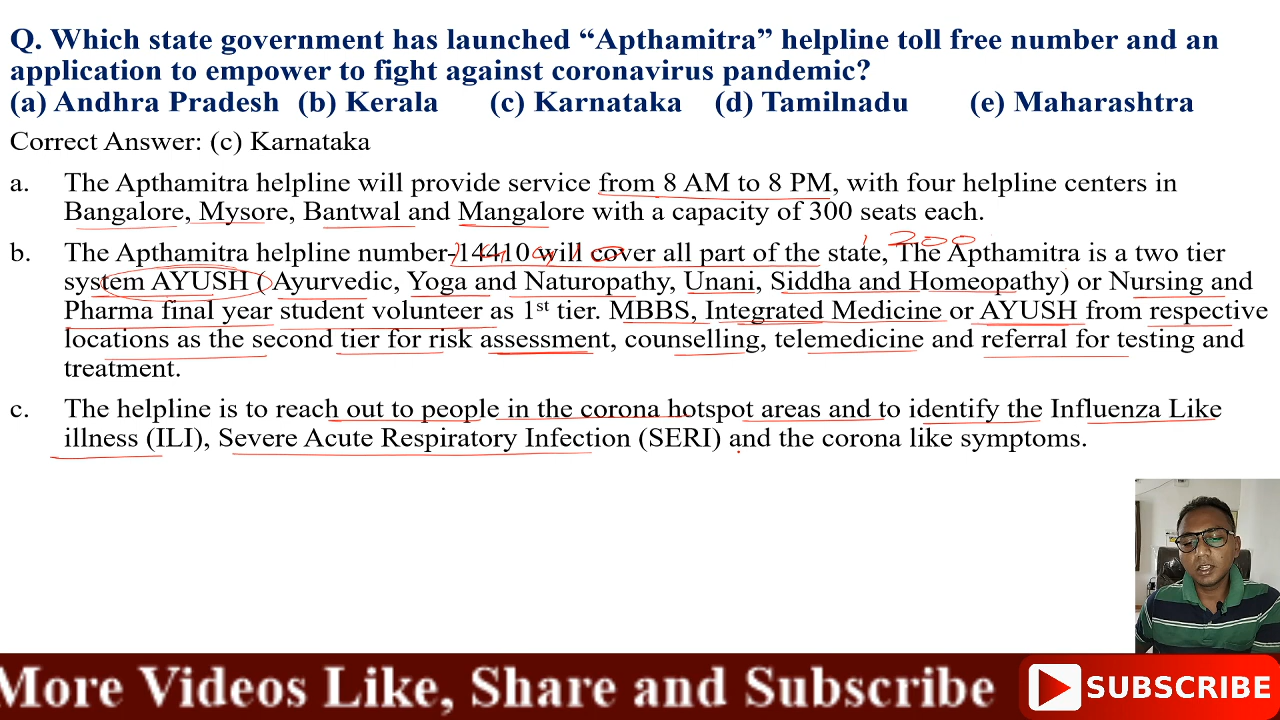 Q. Which state government has launched “Apthamitra” helpline toll free number and an
application to empower to fight against coronavirus pandemic?
(a) Andhra Pradesh (b) Kerala (c) Karnataka (d) Tamilnadu (e) Maharashtra
Correct Answer: (c) Karnataka
a. The Apthamitra helpline will provide service from 8 AM to 8 PM, with four helpline centers in
Bangalore, Mysore, Bantwal and Mangalore with a capacity of 300 seats each.
300
b. The Apthamitra helpline number-14410 will cover all part of the state, The Apthamitra is a two tier
system AYUSH ( Ayurvedic, Yoga and Naturopathy, Unani, Siddha and Homeopathy) or Nursing and
Pharma final year student volunteer as 1st tier. MBBS, Integrated Medicine or AYUSH from respective
locations as the second tier for risk assessment, counselling, telemedicine and referral for testing and
treatment.
c. The helpline is to reach out to people in the corona hotspot areas and to identify the Influenza Like
illness (ILI), Severe Acute Respiratory Infection (SERI) and the corona like symptoms.
More Videos Like, Share and Subscribe
SUBSCRIBE